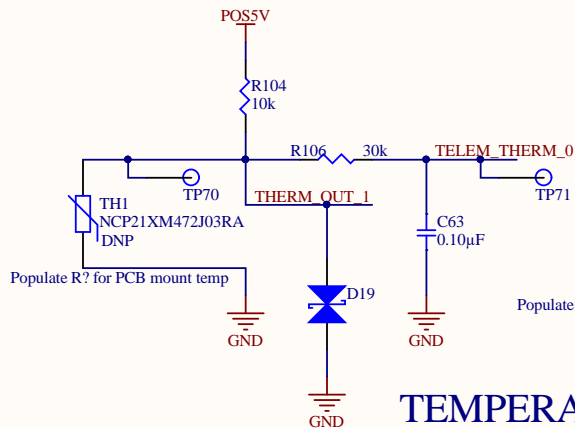 POS5V
R104
10k
R106 30k
TELEM_THERM_0
TP70
THERM_OUT_1
TP71
TH1
NCP21XM472J03RA
DNP
C63
0.10µF
Populate R? for PCB mount temp
D19
Populate
GND
GND
GND
TEMPERA